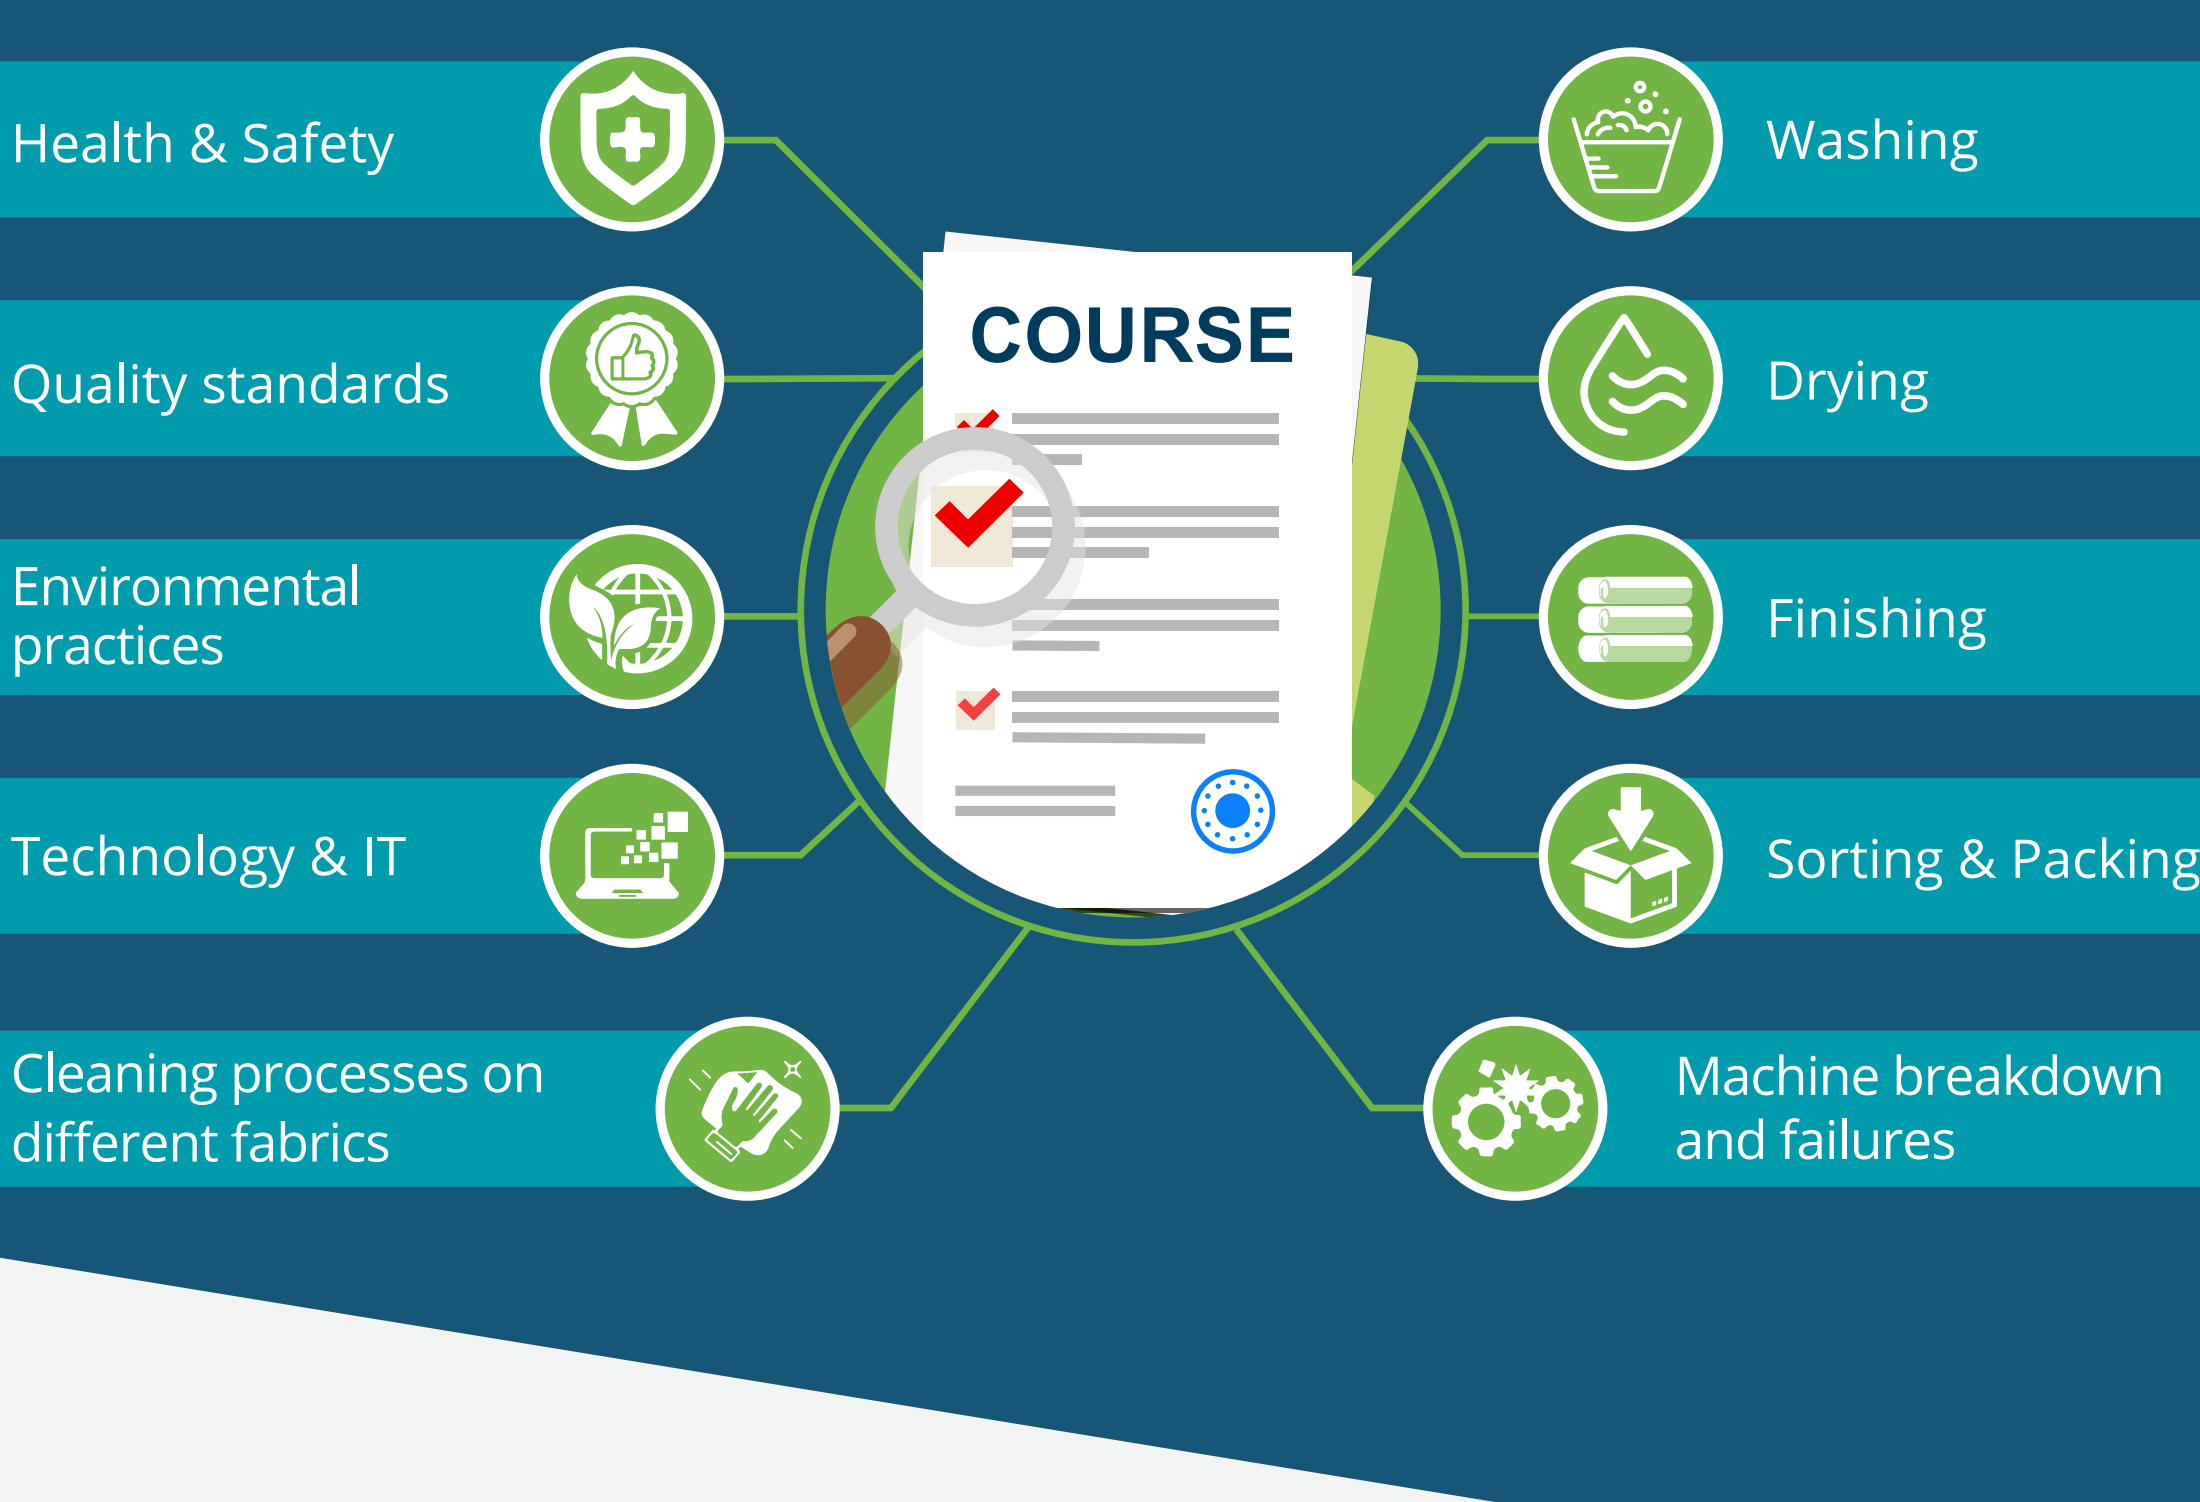 Health & Safety
Quality standards
Environmental
practices
Technology & IT
Cleaning processes on
different fabrics
COURSE
Washing
Drying
Finishing
Sorting & Packing
Machine breakdown
and failures